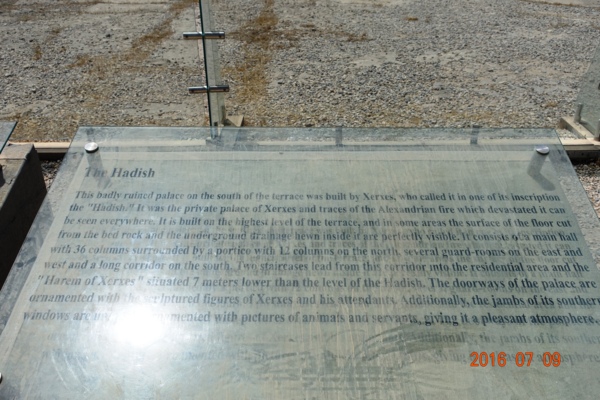 The Hadish
This badly ruined palace on the south of the terrace was built by Xerxes, who called it in one of its inscription
the "Hadish." It was the private palace of Xerxes and traces of the Alexandrian fire which devastated it can
be seen everywhere. It is built on the highest level of the terrace, and in some areas the surface of the floor cut
from the bed rock and the underground drainage hewn inside it are perfectly visible. It consists of a main hall
with 36 columns surrounded by a portico with 12 columns on the north, several guard-rooms on the east and
west and a long corridor on the south. Two staircases lead from this corridor into the residential area and the
"Harem of Xerxes" situated 7 meters lower than the level of the Hadish. The doorways of the palace are
ornamented with the sculptured figures of Xerxes and his attendants. Additionally, the jambs of its southern
windows are ornamented with pictures of animals and servants, giving it a pleasant atmosphere.
2016 07 09